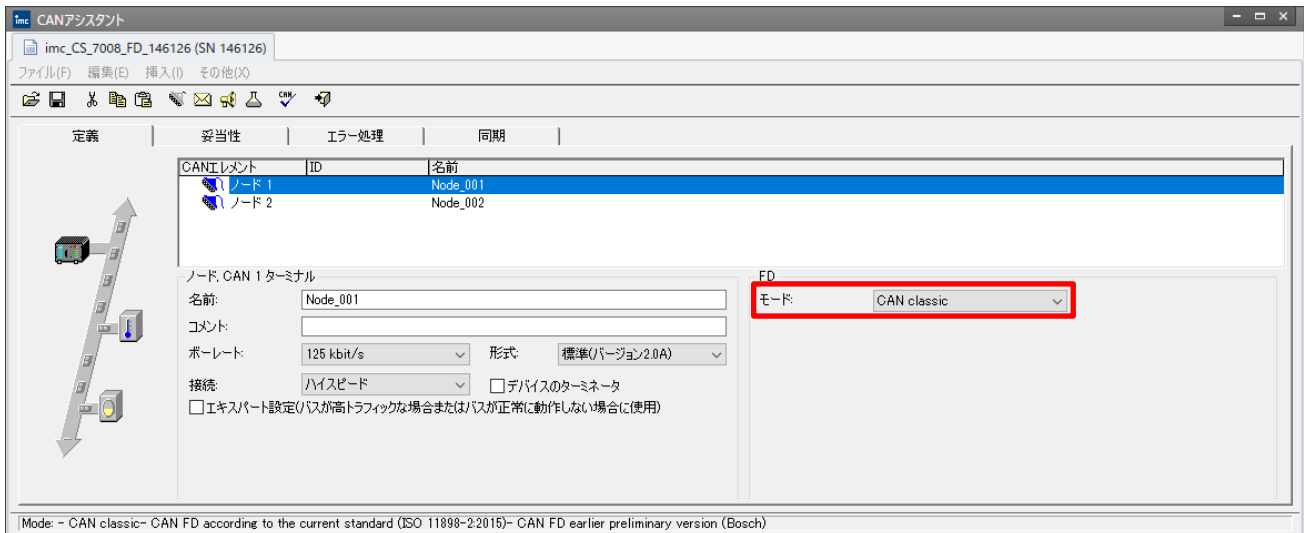 imc CANアシスタント
imc_CS_7008_FD_146126 (SN 146126)
ファイル(F) 編集(E) 挿入(I) その他(X)
CAN
定義 妥当性 エラー処理 同期
CANエレメント ID 名前
ノード 1 Node_001
ノード 2 Node_002
ノード, CAN 1 ターミナル
名前: Node_001
コメント:
ボーレート: 125 kbit/s 形式: 標準(バージョン2.0A)
接続: ハイスピード デバイスのターミネータ
エキスパート設定(バスが高トラフィックな場合またはバスが正常に動作しない場合に使用)
FD
モード: CAN classic
Mode: - CAN classic- CAN FD according to the current standard (ISO 11898-2:2015)- CAN FD earlier preliminary version (Bosch)